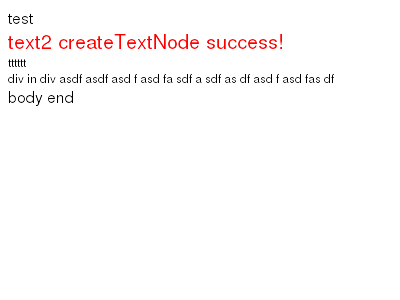 test
text2 createTextNode success!
tttttt
div in div asdf asdf asd f asd fa sdf a sdf as df asd f asd fas df
body end